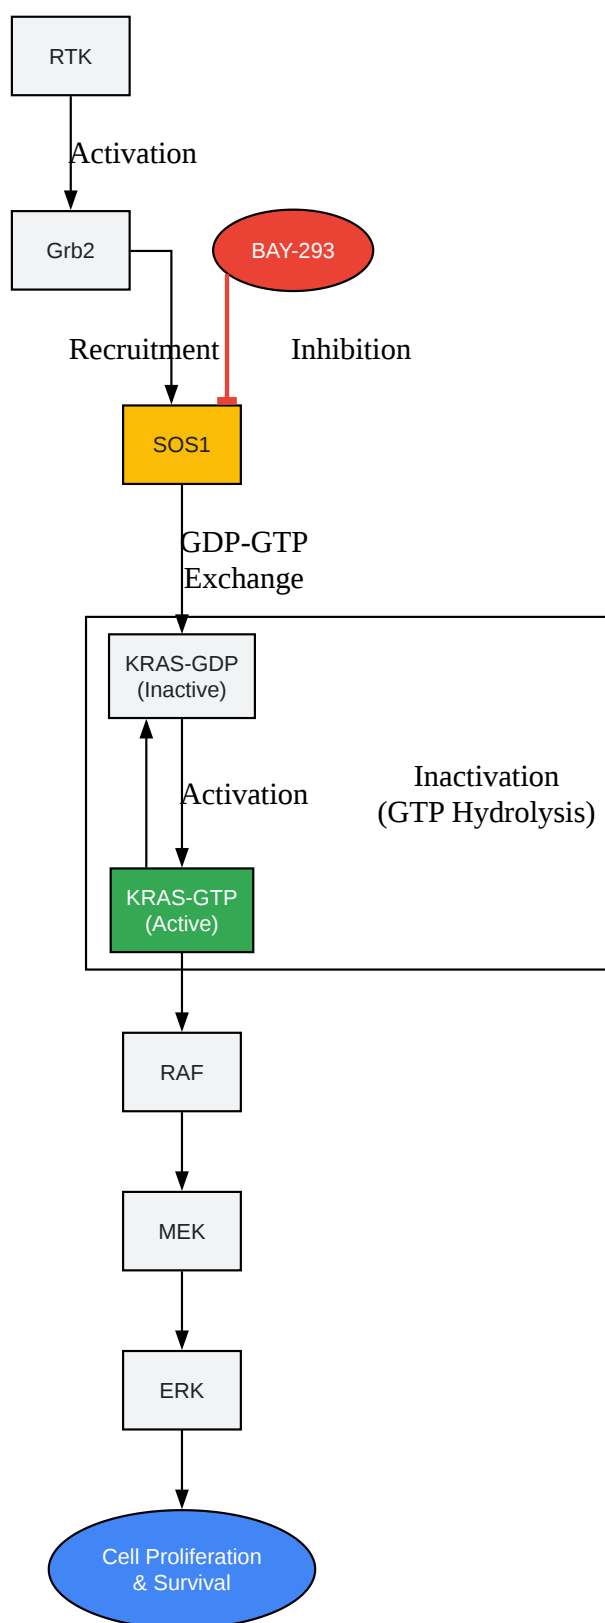 RTK
Activation
Grb2
BAY-293
Recruitment
Inhibition
SOS1
GDP-GTP
Exchange
KRAS-GDP
(Inactive)
Activation
Inactivation
(GTP Hydrolysis)
KRAS-GTP
(Active)
RAF
MEK
ERK
Cell Proliferation
& Survival